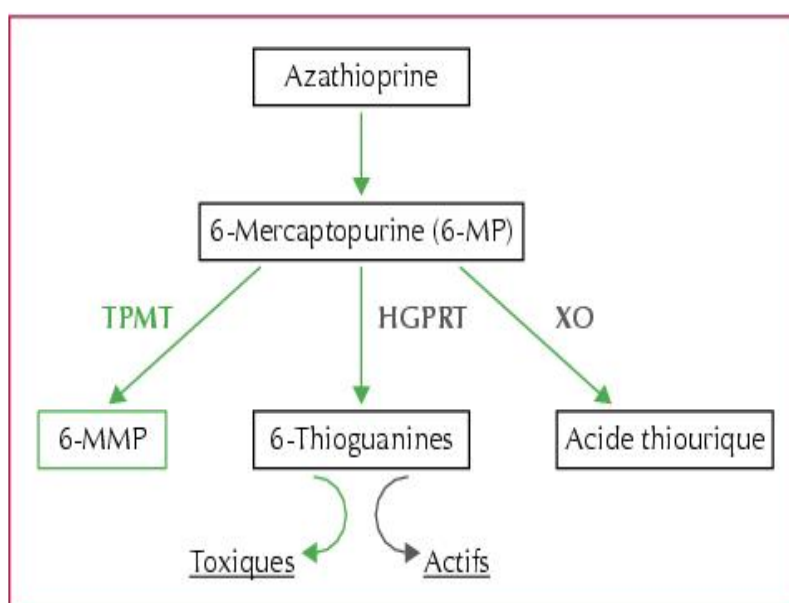 Azathioprine
6-Mercaptopurine (6-MP)
TPMT
HGPRT
XO
6-MMP
6-Thioguanines
Acide thiourique
Toxiques
Actifs